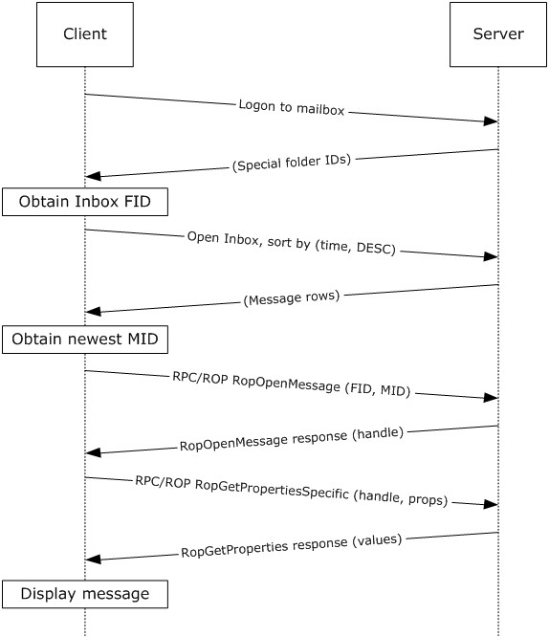 Client
Server
Logon to mailbox
(Special folder IDs)
Obtain Inbox FID
Open Inbox, sort by (time, DESC)
(Message rows)
Obtain newest MID
RPC/ROP RopOpenMessage (FID, MID)
RopOpenMessage response (handle)
RPC/ROP RopGetPropertiesSpecific (handle, props)
RopGetProperties response (values)
Display message